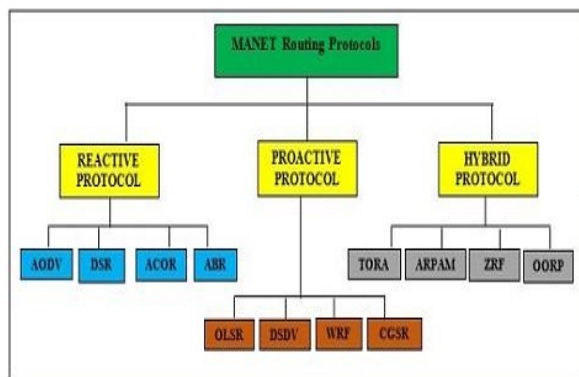 MANET Routing Protocols
REACTIVE
PROTOCOL
PROACTIVE
PROTOCOL
HYBRID
PROTOCOL
AODV
DSR
ACOR
ABR
TORA
ARPAM
ZRF
OORP
OLSR
DSDV
WRF
CGSR